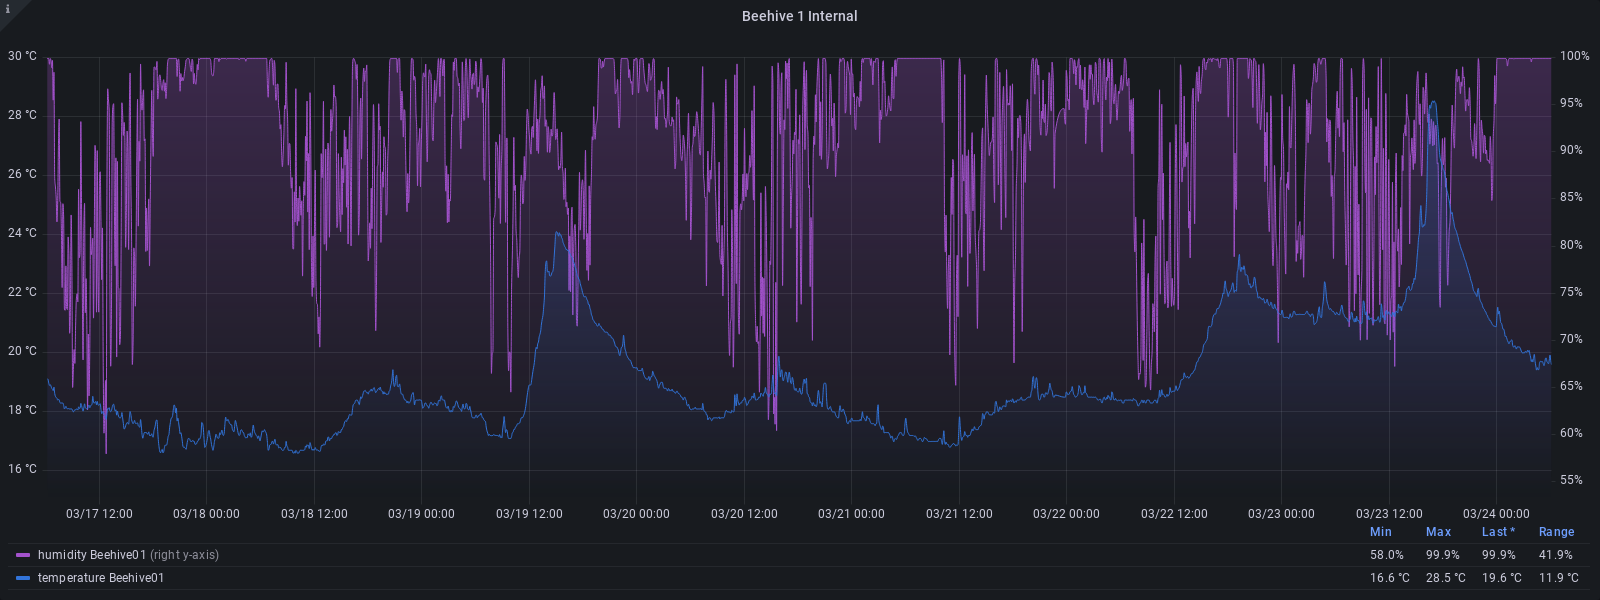 i
Beehive 1 Internal
30 °C
100%
28 °C
95%
90%
26 °C
85%
24 °C
80%
22 °C
75%
70%
20 °C
65%
18 °C
60%
16 °C
55%
03/17 12:00 03/18 00:00 03/18 12:00 03/19 00:00 03/19 12:00 03/20 00:00 03/20 12:00 03/21 00:00 03/21 12:00 03/22 00:00 03/22 12:00 03/23 00:00 03/23 12:00 03/24 00:00
Min Max Last * Range
humidity Beehive01 (right y-axis) 58.0% 99.9% 99.9% 41.9%
temperature Beehive01 16.6 °C 28.5 °C 19.6 °C 11.9 °C